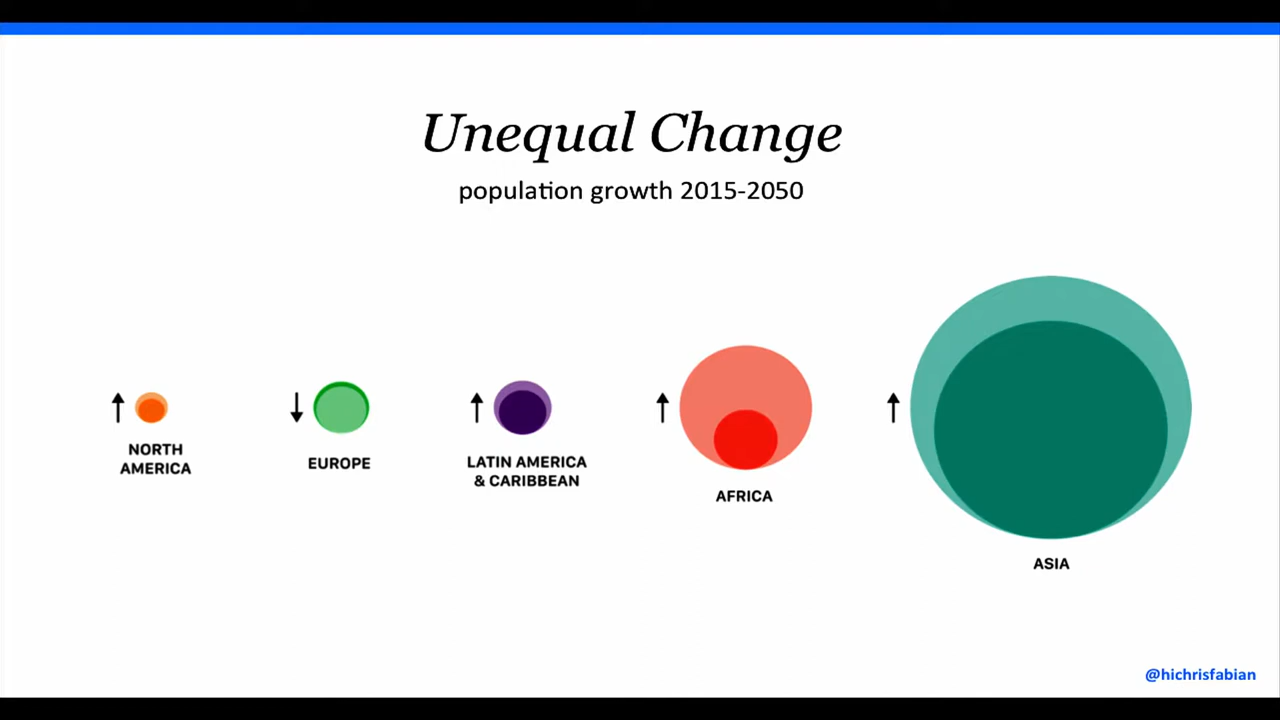 Unequal Change
population growth 2015-2050
NORTH
AMERICA
EUROPE
LATIN AMERICA
& CARIBBEAN
AFRICA
ASIA
@hichrisfabian